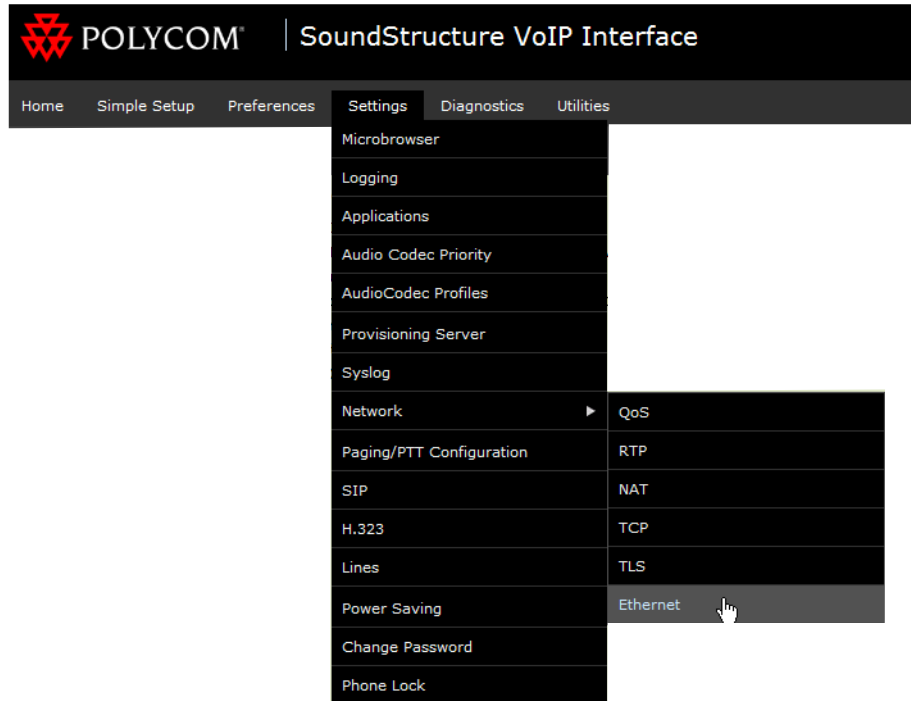 POLYCOM® | SoundStructure VoIP Interface
Home Simple Setup Preferences Settings Diagnostics Utilities
Microbrowser
Logging
Applications
Audio Codec Priority
AudioCodec Profiles
Provisioning Server
Syslog
Network ▶
QoS
RTP
NAT
TCP
TLS
Ethernet
Paging/PTT Configuration
SIP
H.323
Lines
Power Saving
Change Password
Phone Lock